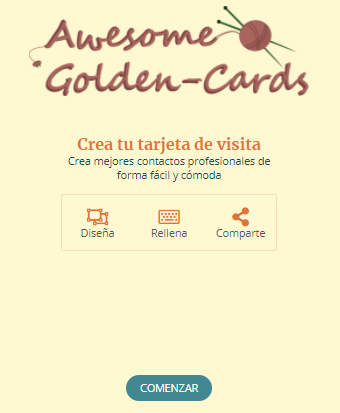 Awesome
Golden-Cards
Crea tu tarjeta de visita
Crea mejores contactos profesionales de
forma fácil y cómoda
Diseña Rellena Comparte
COMENZAR